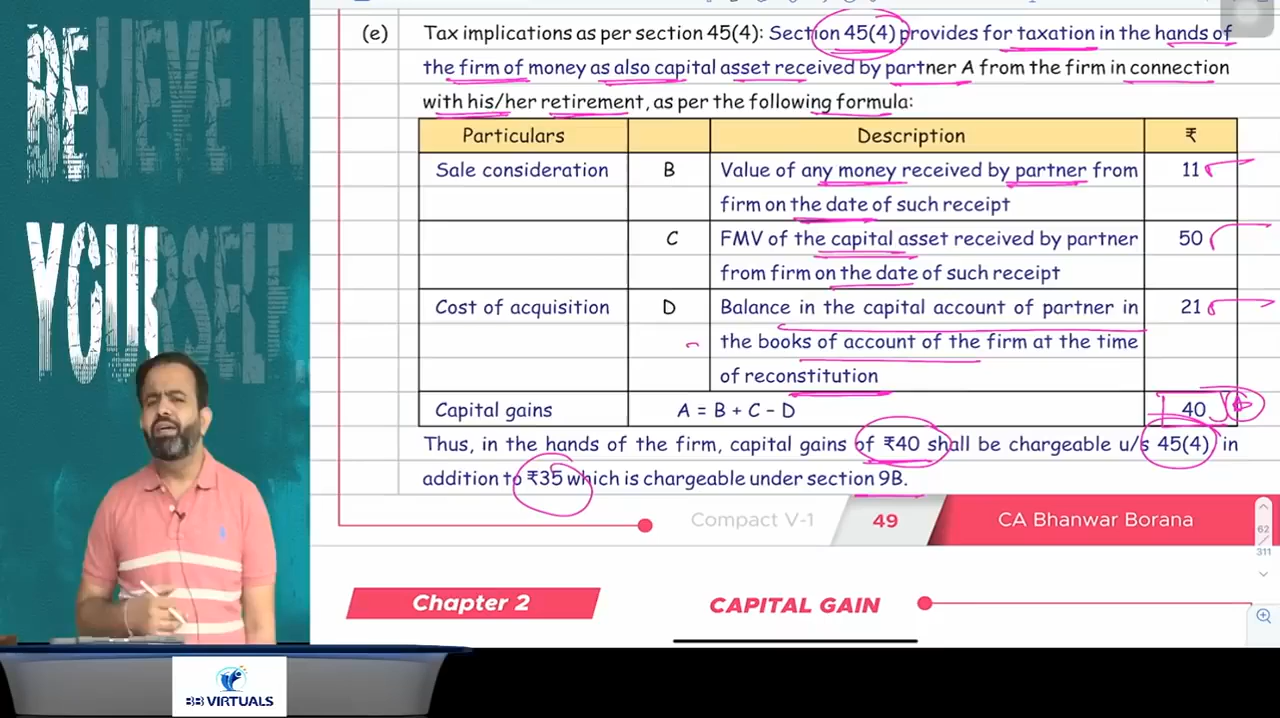 BELIEVE IN
YOURSELF
(e) Tax implications as per section 45(4): Section 45(4) provides for taxation in the hands of
the firm of money as also capital asset received by partner A from the firm in connection
with his/her retirement, as per the following formula:
Particulars Description ₹
Sale consideration B Value of any money received by partner from 11
firm on the date of such receipt
C FMV of the capital asset received by partner 50
from firm on the date of such receipt
Cost of acquisition D Balance in the capital account of partner in 21
the books of account of the firm at the time
of reconstitution
Capital gains A = B + C - D 40
Thus, in the hands of the firm, capital gains of ₹40 shall be chargeable u/s 45(4) in
addition to ₹35 which is chargeable under section 9B.
Compact V-1 49 CA Bhanwar Borana
62
/
311
Chapter 2 CAPITAL GAIN
BB VIRTUALS